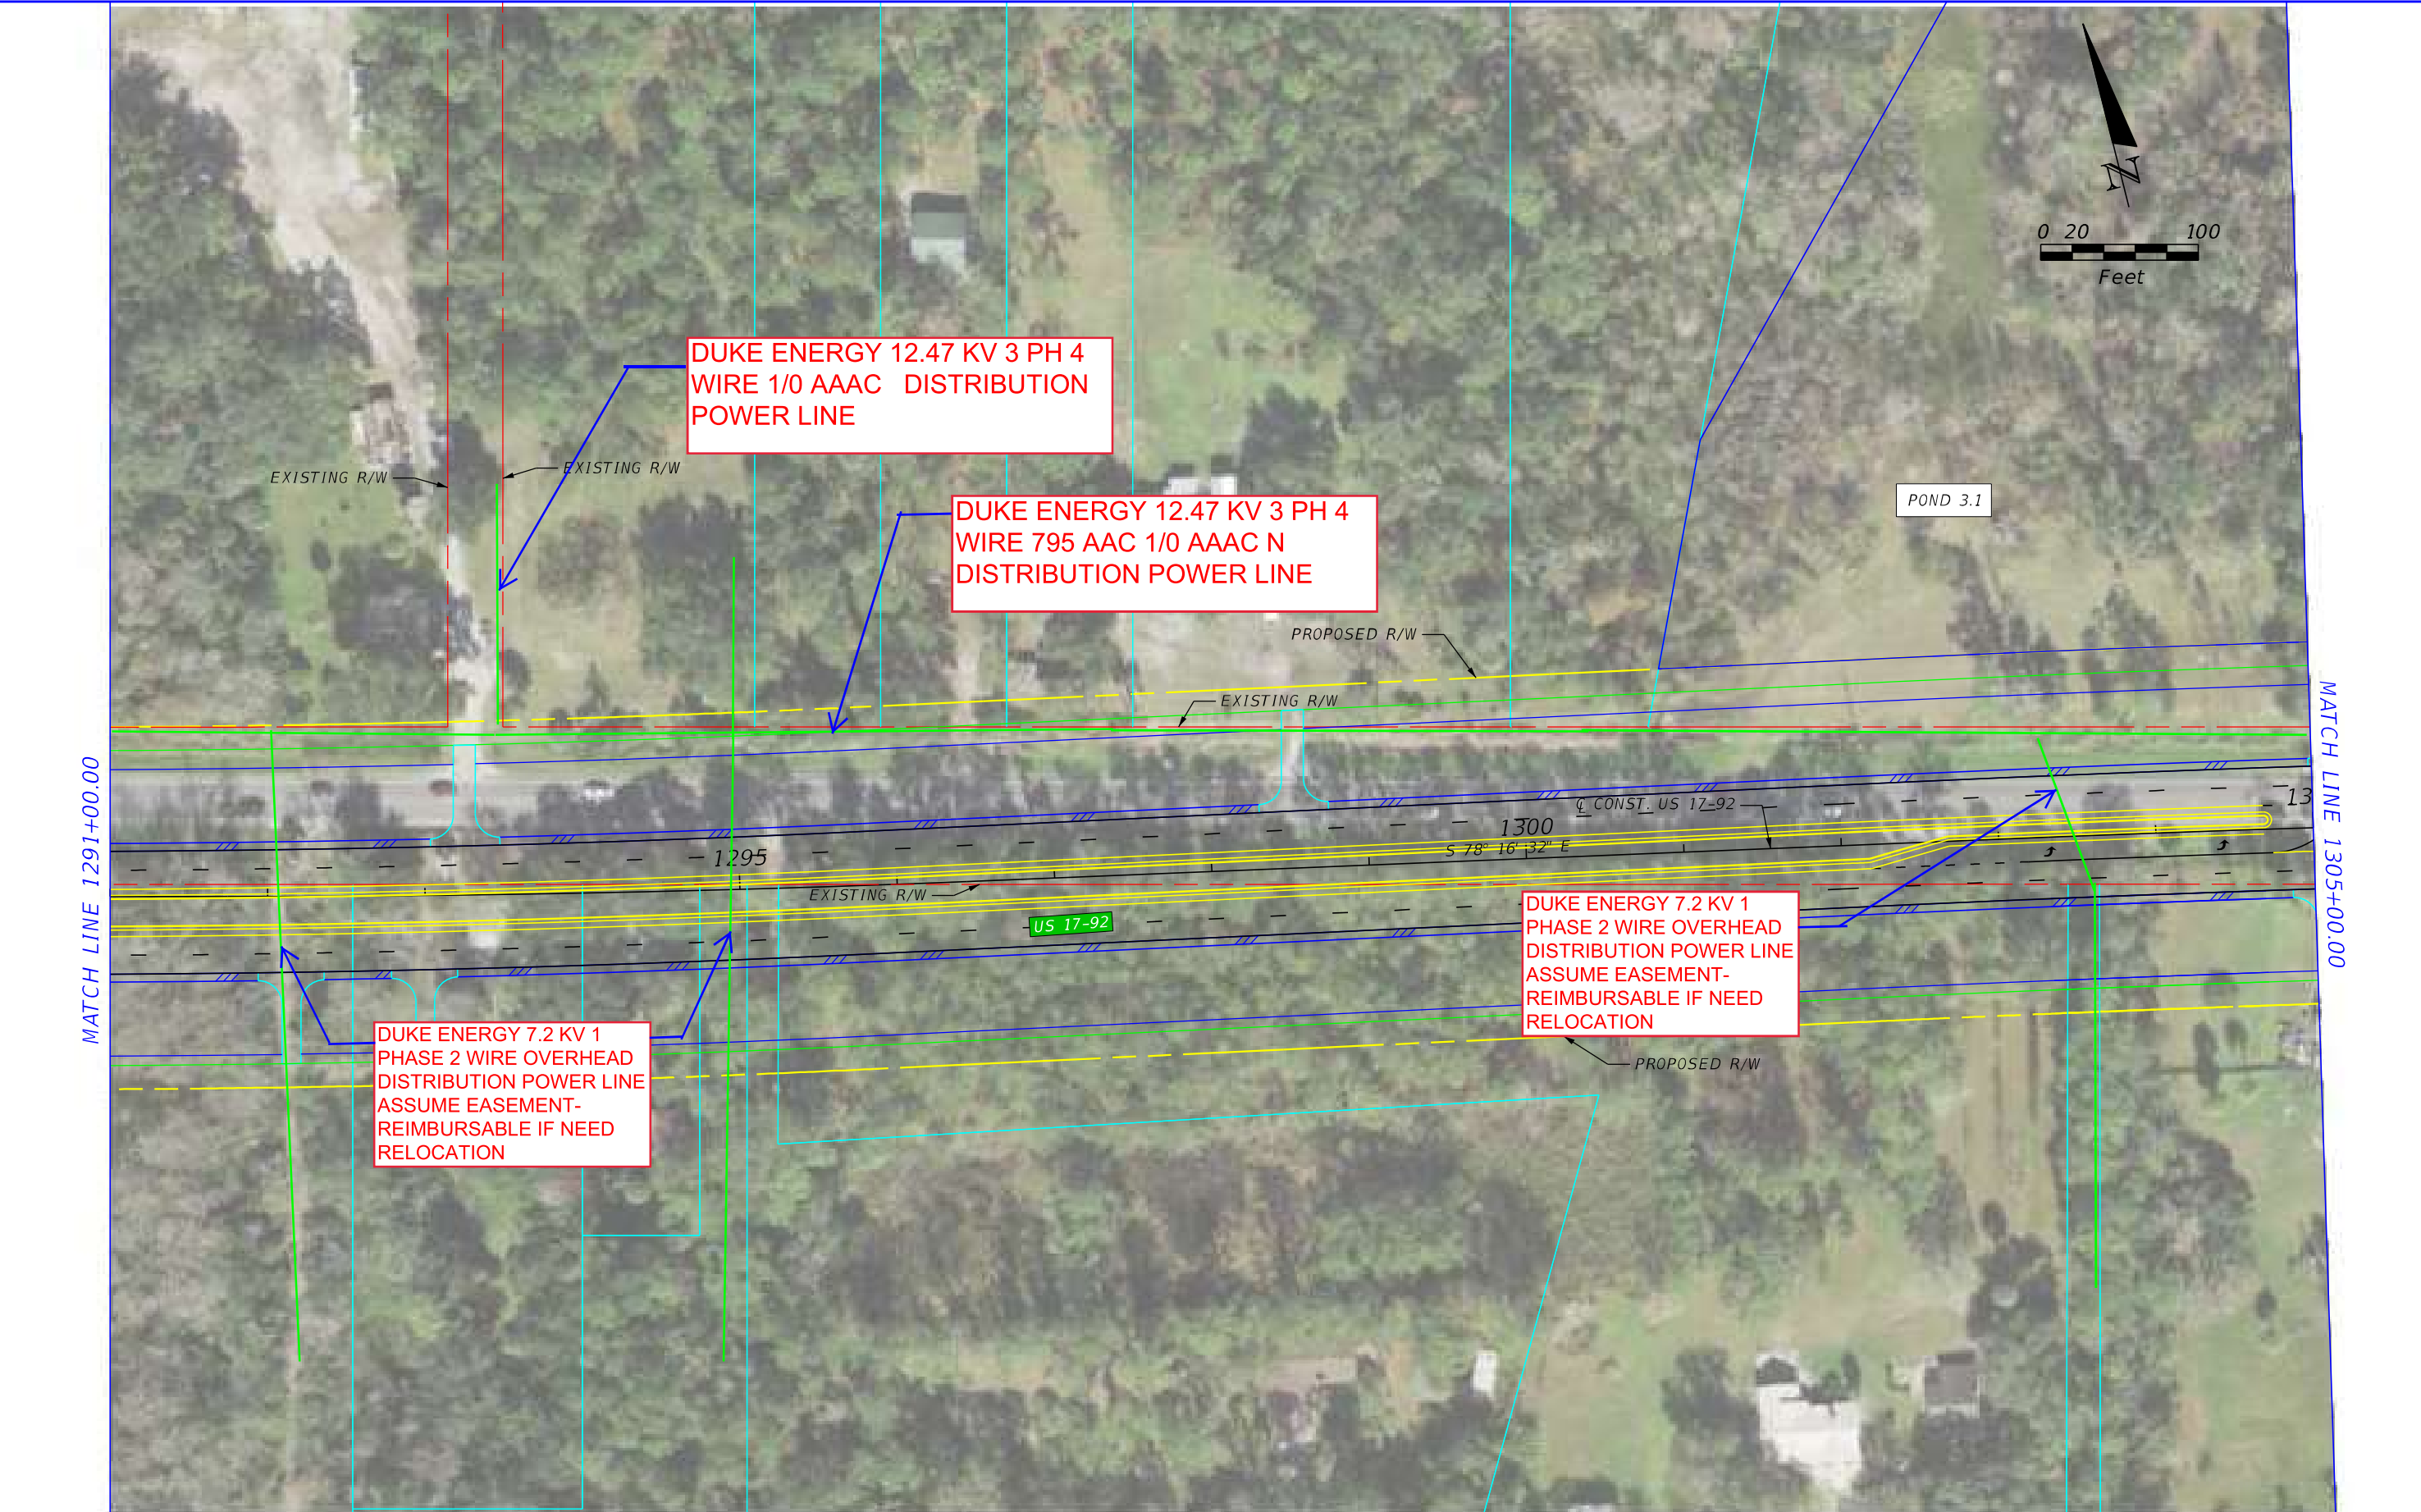 N
0 20 100
Feet
DUKE ENERGY 12.47 KV 3 PH 4
WIRE 1/0 AAAC DISTRIBUTION
POWER LINE
EXISTING R/W
EXISTING R/W
DUKE ENERGY 12.47 KV 3 PH 4
WIRE 795 AAC 1/0 AAAC N
DISTRIBUTION POWER LINE
POND 3.1
PROPOSED R/W
EXISTING R/W
MATCH LINE 1291+00.00
MATCH LINE 1305+00.00
℄ CONST. US 17-92
13
1300
S 78° 16' 32" E
1295
EXISTING R/W
US 17-92
DUKE ENERGY 7.2 KV 1
PHASE 2 WIRE OVERHEAD
DISTRIBUTION POWER LINE
ASSUME EASEMENT-
REIMBURSABLE IF NEED
RELOCATION
DUKE ENERGY 7.2 KV 1
PHASE 2 WIRE OVERHEAD
DISTRIBUTION POWER LINE
ASSUME EASEMENT-
REIMBURSABLE IF NEED
RELOCATION
PROPOSED R/W